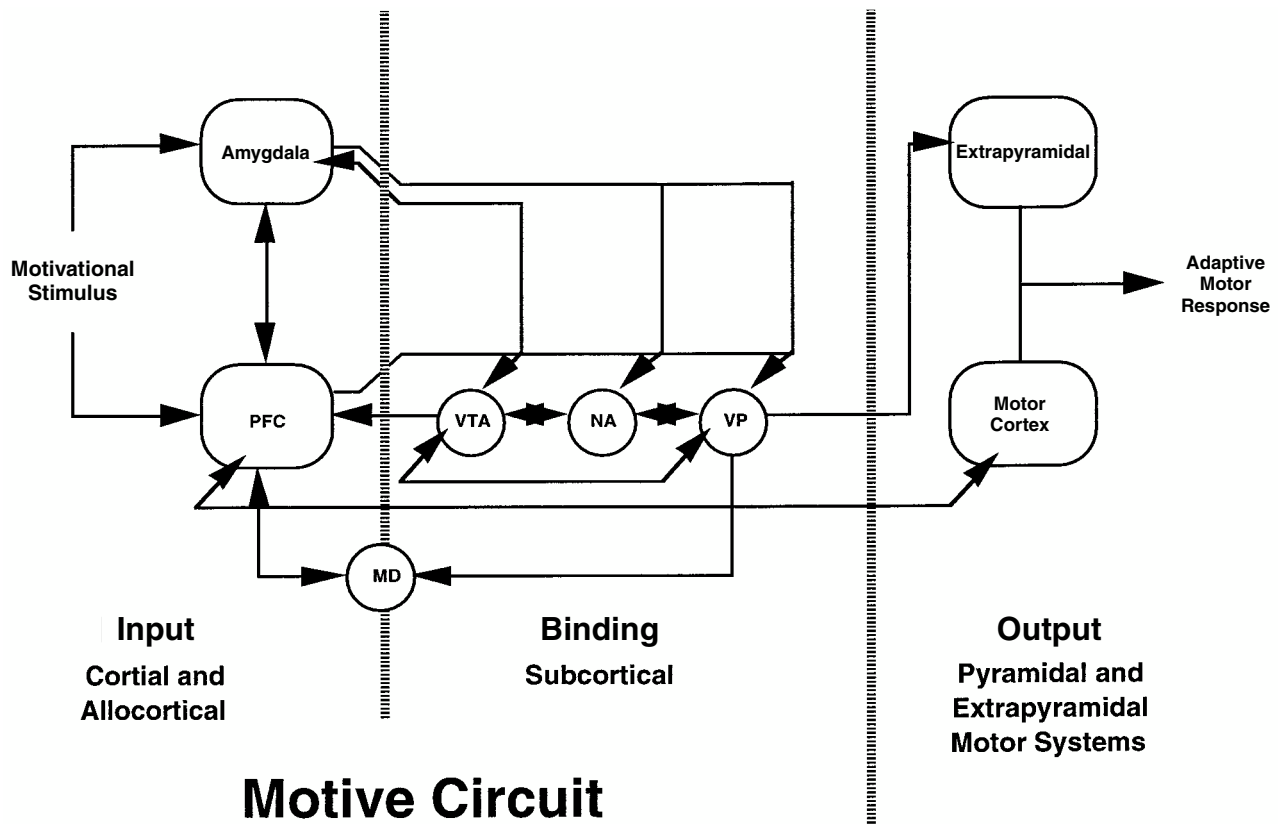 Amygdala
Extrapyramidal
Motivational
Stimulus
Adaptive
Motor
Response
PFC
VTA
NA
VP
Motor
Cortex
MD
Input
Cortial and
Allocortical
Binding
Subcortical
Output
Pyramidal and
Extrapyramidal
Motor Systems
Motive Circuit